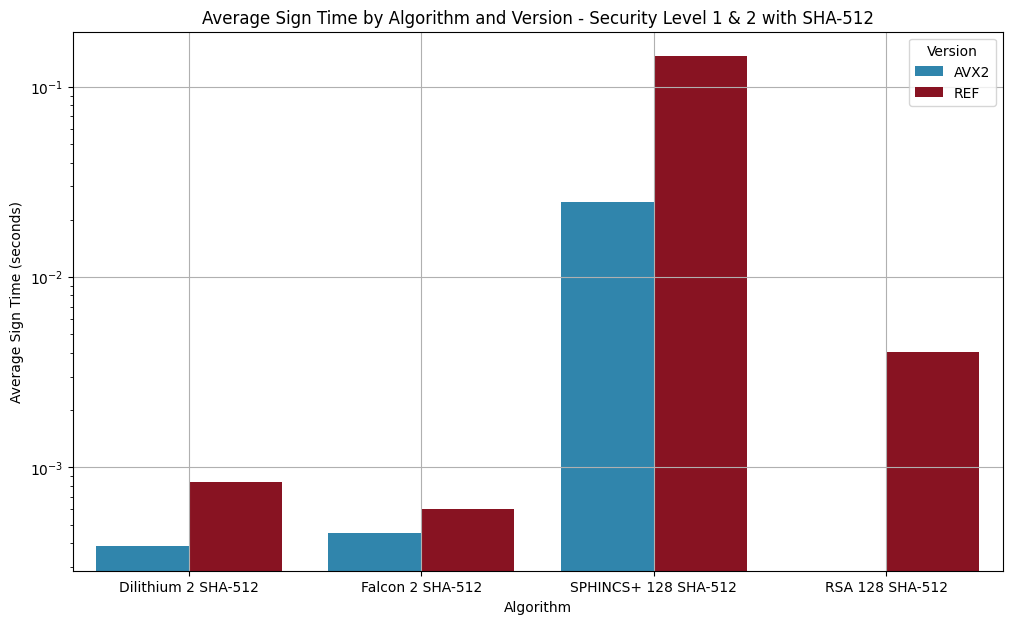 Average Sign Time by Algorithm and Version - Security Level 1 & 2 with SHA-512
Version
AVX2
REF
Average Sign Time (seconds)
10⁻¹
10⁻²
10⁻³
Dilithium 2 SHA-512
Falcon 2 SHA-512
SPHINCS+ 128 SHA-512
RSA 128 SHA-512
Algorithm